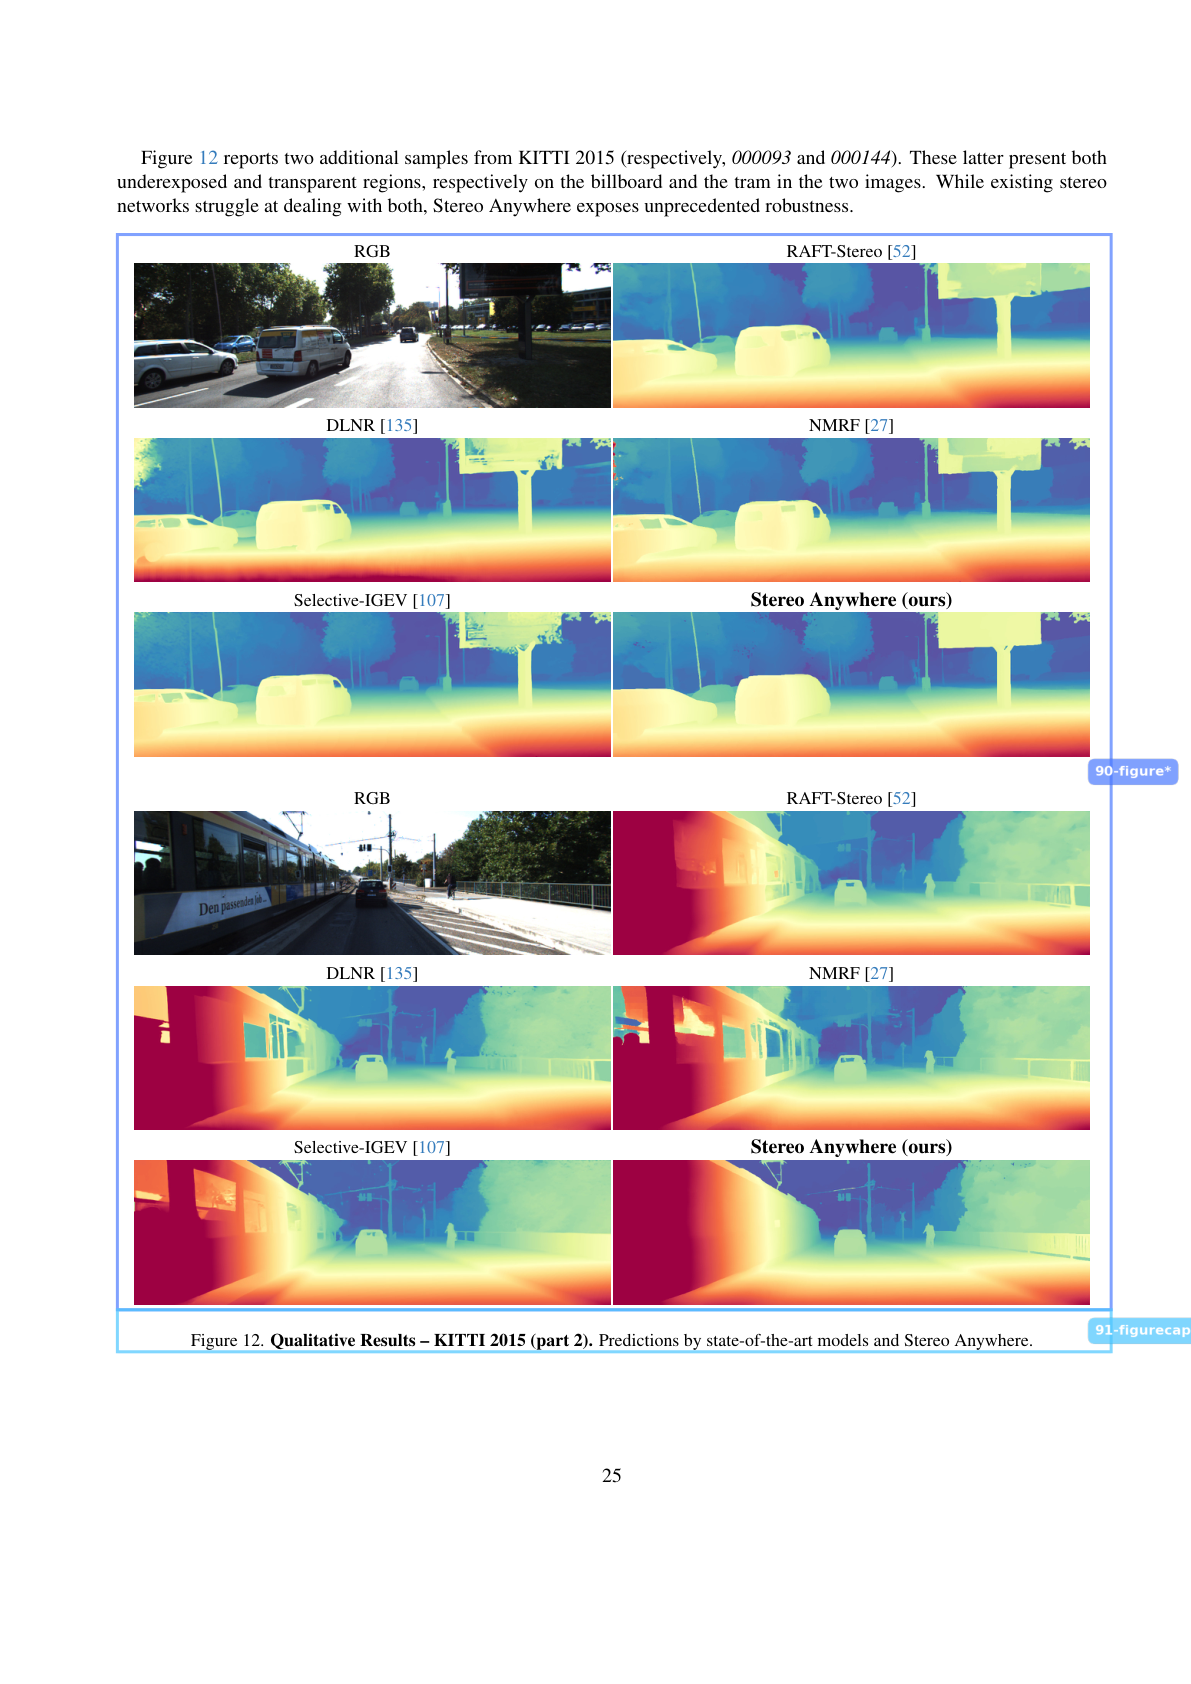 Figure 12 reports two additional samples from KITTI 2015 (respectively, 000093 and 000144). These latter present both
underexposed and transparent regions, respectively on the billboard and the tram in the two images. While existing stereo
networks struggle at dealing with both, Stereo Anywhere exposes unprecedented robustness.
RGB
RAFT-Stereo [52]
DLNR [135]
NMRF [27]
Selective-IGEV [107]
Stereo Anywhere (ours)
90-figure*
RGB
RAFT-Stereo [52]
Den passenden Job...
DLNR [135]
NMRF [27]
Selective-IGEV [107]
Stereo Anywhere (ours)
91-figurecap
Figure 12. Qualitative Results – KITTI 2015 (part 2). Predictions by state-of-the-art models and Stereo Anywhere.
25